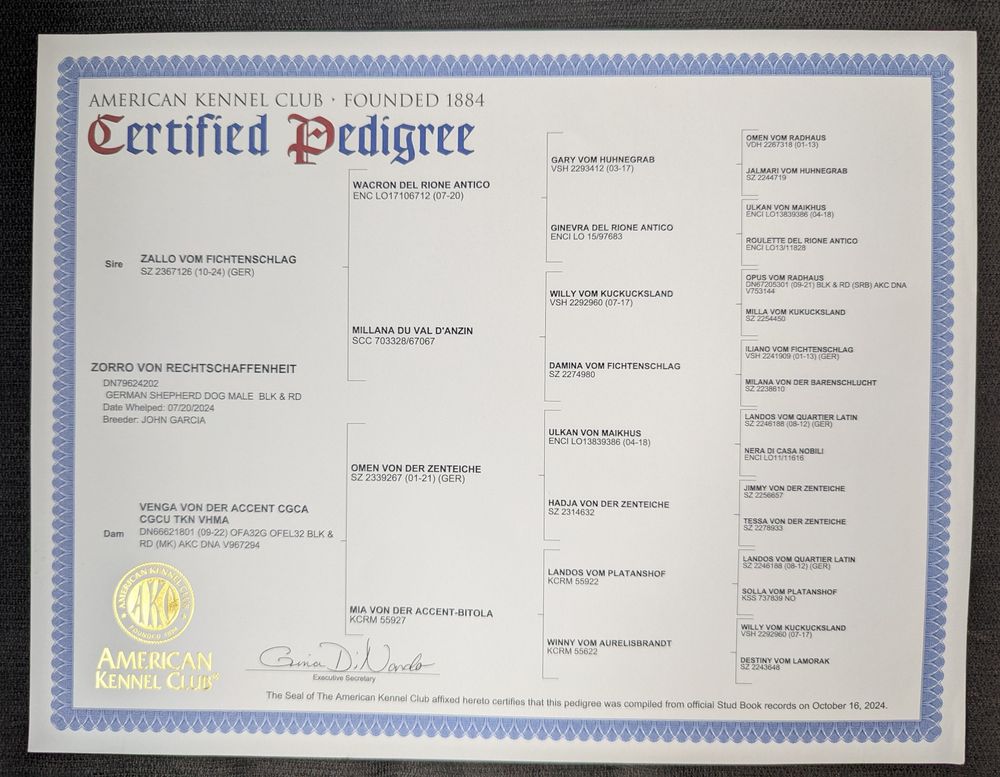 AMERICAN KENNEL CLUB · FOUNDED 1884
Certified Pedigree
Sire
ZALLO VOM FICHTENSCHLAG
SZ 2367126 (10-24) (GER)
ZORRO VON RECHTSCHAFFENHEIT
DN79624202
GERMAN SHEPHERD DOG MALE BLK & RD
Date Whelped: 07/20/2024
Breeder: JOHN GARCIA
Dam
VENGA VON DER ACCENT CGCA
CGCU TKN VHMA
DN66621801 (09-22) OFA32G OFEL32 BLK &
RD (MK) AKC DNA V967294
WACRON DEL RIONE ANTICO
ENC LO17106712 (07-20)
MILLANA DU VAL D'ANZIN
SCC 703328/67067
OMEN VON DER ZENTEICHE
SZ 2339267 (01-21) (GER)
MIA VON DER ACCENT-BITOLA
KCRM 55927
GARY VOM HUHNEGRAB
VSH 2293412 (03-17)
GINEVRA DEL RIONE ANTICO
ENCI LO 15/97683
WILLY VOM KUCKUCKSLAND
VSH 2292960 (07-17)
DAMINA VOM FICHTENSCHLAG
SZ 2274980
ULKAN VON MAIKHUS
ENCI LO13839386 (04-18)
HADJA VON DER ZENTEICHE
SZ 2314632
LANDOS VOM PLATANSHOF
KCRM 55922
WINNY VOM AURELISBRANDT
KCRM 55622
OMEN VOM RADHAUS
VDH 2267318 (01-13)
JALMARI VOM HUHNEGRAB
SZ 2244719
ULKAN VON MAIKHUS
ENCI LO13839386 (04-18)
ROULETTE DEL RIONE ANTICO
ENCI LO13/11828
OPUS VOM RADHAUS
DN67205301 (09-21) BLK & RD (SRB) AKC DNA
V753144
MILLA VOM KUKUCKSLAND
SZ 2254450
ILIANO VOM FICHTENSCHLAG
VSH 2241909 (01-13) (GER)
MILANA VON DER BARENSCHLUCHT
SZ 2238610
LANDOS VOM QUARTIER LATIN
SZ 2246188 (08-12) (GER)
NERA DI CASA NOBILI
ENCI LO11/11616
JIMMY VON DER ZENTEICHE
SZ 2256657
TESSA VON DER ZENTEICHE
SZ 2278933
LANDOS VOM QUARTIER LATIN
SZ 2246188 (08-12) (GER)
SOLLA VOM PLATANSHOF
KSS 737839 NO
WILLY VOM KUCKUCKSLAND
VSH 2292960 (07-17)
DESTINY VOM LAMORAK
SZ 2243648
AMERICAN KENNEL CLUB
AKC
FOUNDED 1884
AMERICAN
KENNEL CLUB®
Gina DiNardo
Executive Secretary
The Seal of The American Kennel Club affixed hereto certifies that this pedigree was compiled from official Stud Book records on October 16, 2024.